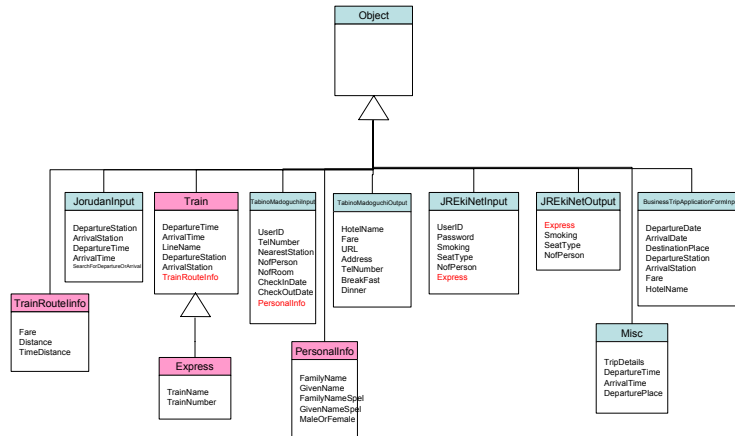 Object
JorudanInput
DepartureStation
ArrivalStation
DepartureTime
ArrivalTime
SearchForDepartureOrArrival
Train
DepartureTime
ArrivalTime
LineName
DepartureStation
ArrivalStation
TrainRouteInfo
TabinoMadoguchiInput
UserID
TelNumber
NearestStation
NofPerson
NofRoom
CheckInDate
CheckOutDate
PersonalInfo
TabinoMadoguchiOutput
HotelName
Fare
URL
Address
TelNumber
BreakFast
Dinner
JREkiNetInput
UserID
Password
Smoking
SeatType
NofPerson
Express
JREkiNetOutput
Express
Smoking
SeatType
NofPerson
BusinessTripApplicationFormInp
DepartureDate
ArrivalDate
DestinationPlace
DepartureStation
ArrivalStation
Fare
HotelName
TrainRouteIinfo
Fare
Distance
TimeDistance
Express
TrainName
TrainNumber
PersonalInfo
FamilyName
GivenName
FamilyNameSpel
GivenNameSpel
MaleOrFemale
Misc
TripDetails
DepartureTime
ArrivalTime
DeparturePlace